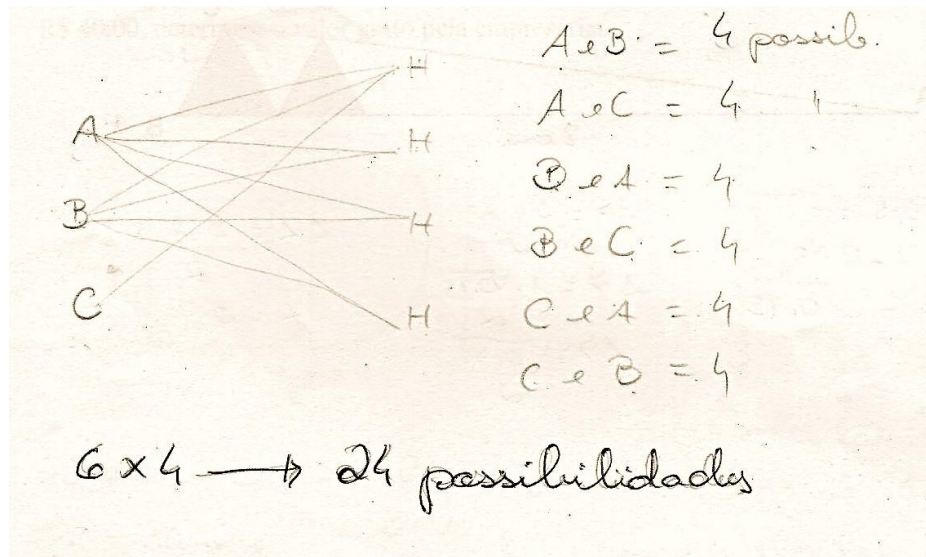 A
B
C
H
H
H
H
A e B = 4 possib.
A e C = 4 "
B e A = 4
B e C = 4
C e A = 4
C e B = 4
6 x 4 → 24 possibilidades